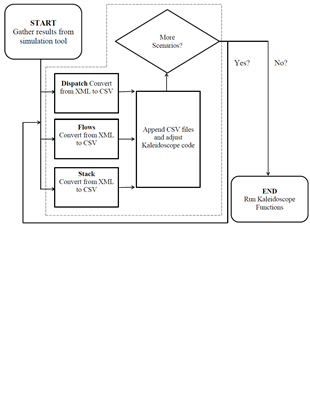 START
Gather results from
simulation tool
More
Scenarios?
Yes?
No?
Dispatch Convert
from XML to CSV
Flows
Convert from XML
to CSV
Append CSV files
and adjust
Kaleidoscope code
Stack
Convert from XML
to CSV
END
Run Kaleidoscope
Functions